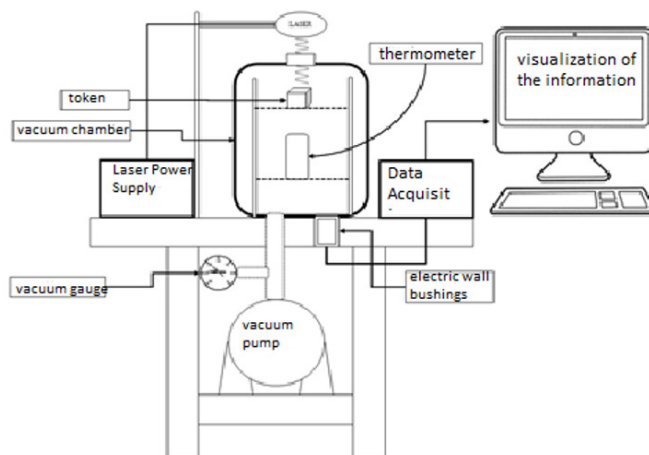 LASER
thermometer
visualization of
the information
token
vacuum chamber
Laser Power
Supply
Data
Acquisit
vacuum gauge
electric wall
bushings
vacuum
pump